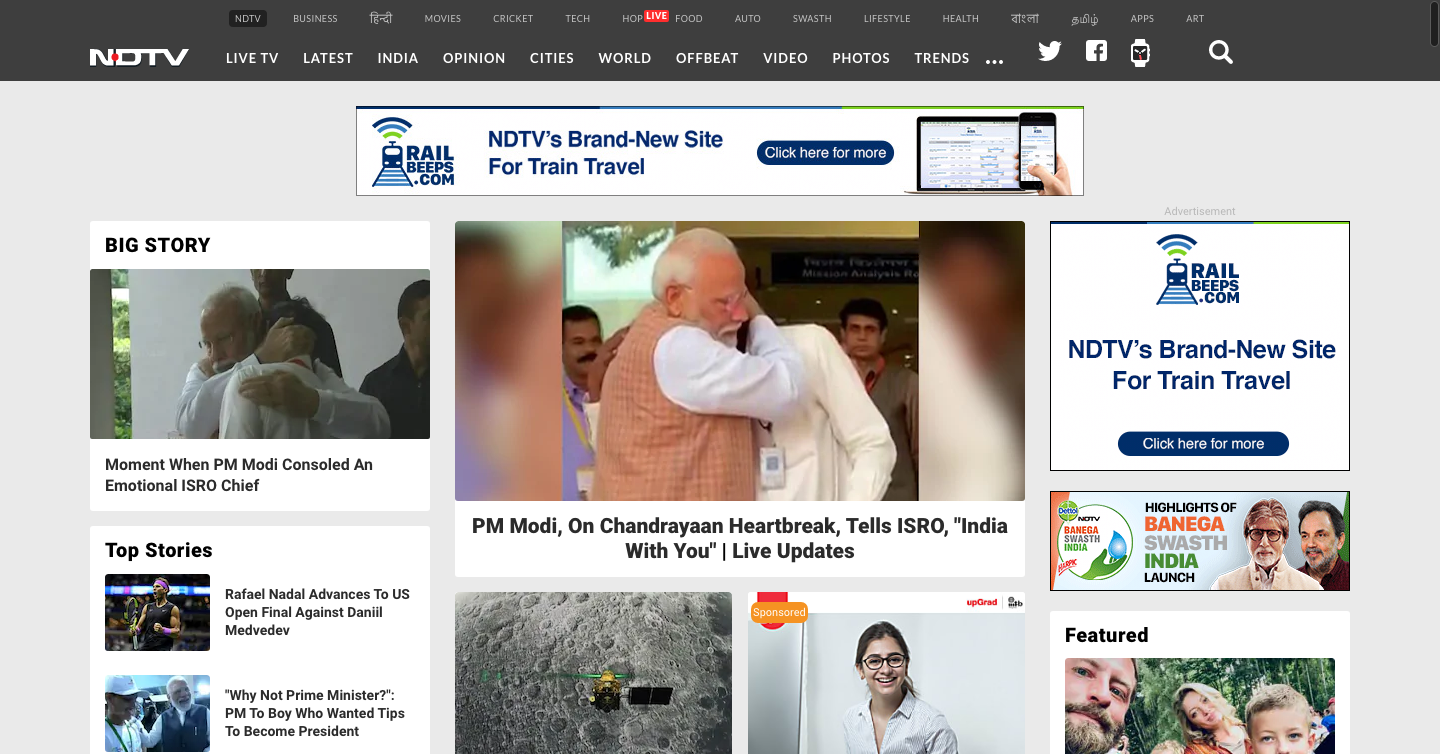 NDTV BUSINESS हिन्दी MOVIES CRICKET TECH HOP LIVE FOOD AUTO SWASTH LIFESTYLE HEALTH বাংলা தமிழ் APPS ART
NDTV LIVE TV LATEST INDIA OPINION CITIES WORLD OFFBEAT VIDEO PHOTOS TRENDS •••
RAIL
BEEPS
.COM
NDTV's Brand-New Site
For Train Travel
Click here for more
Advertisement
BIG STORY
Moment When PM Modi Consoled An
Emotional ISRO Chief
Top Stories
Rafael Nadal Advances To US
Open Final Against Daniil
Medvedev
"Why Not Prime Minister?":
PM To Boy Who Wanted Tips
To Become President
Mission Analysis
PM Modi, On Chandrayaan Heartbreak, Tells ISRO, "India
With You" | Live Updates
Sponsored
upGrad
RAIL
BEEPS
.COM
NDTV's Brand-New Site
For Train Travel
Click here for more
Dettol NDTV
BANEGA
SWASTH
INDIA
HARPIC
HIGHLIGHTS OF
BANEGA
SWASTH
INDIA
LAUNCH
Featured